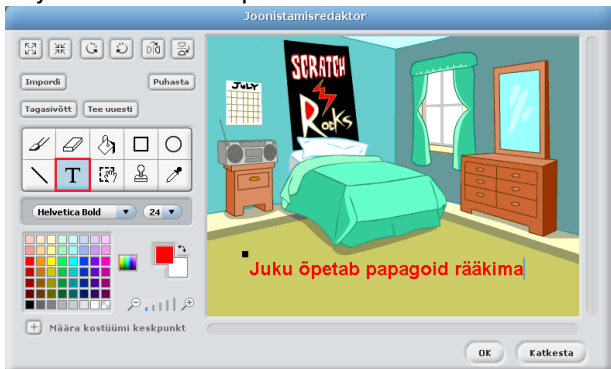 Joonistamisredaktor
Impordi
Puhasta
Tagasivõtt
Tee uuesti
T
Helvetica Bold
24
Määra kostüümi keskpunkt
JULY
SCRATCH
Rocks
Juku õpetab papagoid rääkima
OK
Katkesta